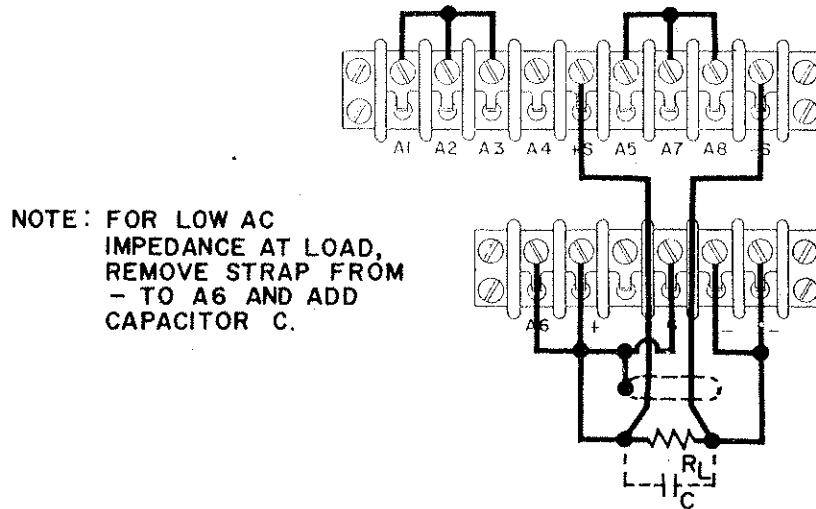 A1 A2 A3 A4 +S A5 A7 A8 -S
NOTE: FOR LOW AC
IMPEDANCE AT LOAD,
REMOVE STRAP FROM
– TO A6 AND ADD
CAPACITOR C.
A6 + – –
RL
C